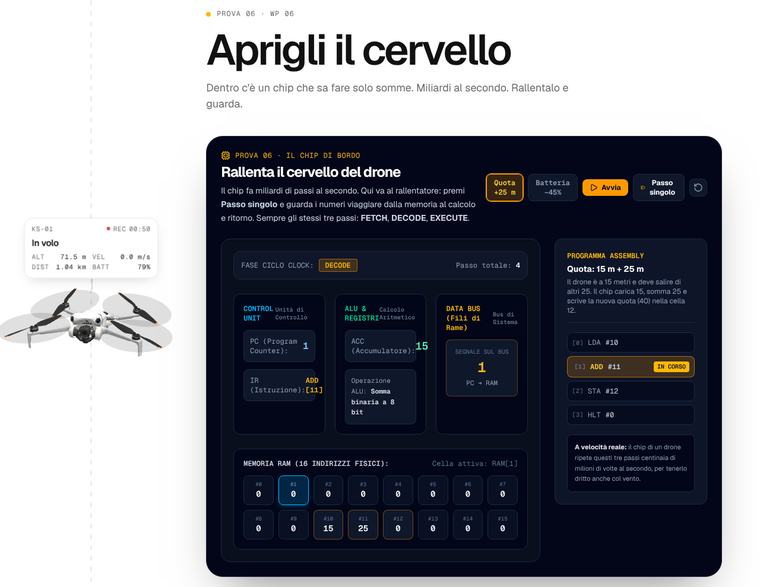 PROVA 06 · WP 06
Aprigli il cervello
Dentro c'è un chip che sa fare solo somme. Miliardi al secondo. Rallentalo e
guarda.
KS-01
REC 00:50
In volo
ALT 71.5 m VEL 0.0 m/s
DIST 1.04 km BATT 79%
PROVA 06 · IL CHIP DI BORDO
Rallenta il cervello del drone
Il chip fa miliardi di passi al secondo. Qui va al rallentatore: premi
Passo singolo e guarda i numeri viaggiare dalla memoria al calcolo
e ritorno. Sempre gli stessi tre passi: FETCH, DECODE, EXECUTE.
Quota
+25 m
Batteria
−45%
Avvia
Passo
singolo
FASE CICLO CLOCK: DECODE
Passo totale: 4
CONTROL
UNIT
Unità di
Controllo
PC (Program
Counter):
1
IR
(Istruzione):
ADD
[11]
ALU &
REGISTRI
Calcolo
Aritmetico
ACC
(Accumulatore):
15
Operazione
ALU: Somma
binaria a 8
bit
DATA BUS
(Fili di
Rame)
Bus di
Sistema
SEGNALE SUL BUS
1
PC → RAM
MEMORIA RAM (16 INDIRIZZI FISICI):
Cella attiva: RAM[1]
#0 #1 #2 #3 #4 #5 #6 #7
0 0 0 0 0 0 0 0
#8 #9 #10 #11 #12 #13 #14 #15
0 0 15 25 0 0 0 0
PROGRAMMA ASSEMBLY
Quota: 15 m + 25 m
Il drone è a 15 metri e deve salire di
altri 25. Il chip carica 15, somma 25 e
scrive la nuova quota (40) nella cella
12.
[0] LDA #10
[1] ADD #11 IN CORSO
[2] STA #12
[3] HLT #0
A velocità reale: il chip di un drone
ripete questi tre passi centinaia di
milioni di volte al secondo, per tenerlo
dritto anche col vento.